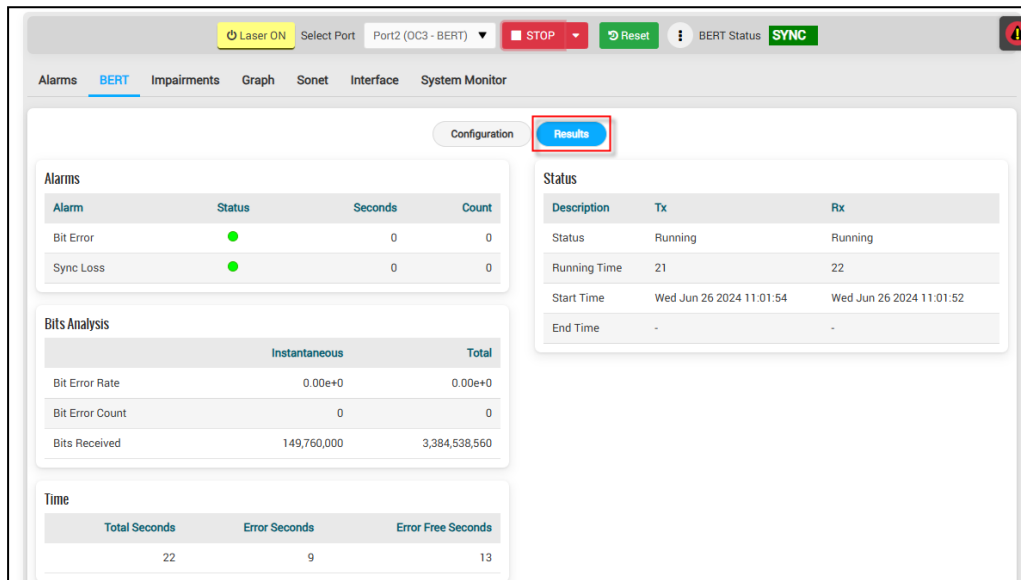 Laser ON Select Port Port2 (OC3 - BERT) STOP Reset BERT Status SYNC
Alarms BERT Impairments Graph Sonet Interface System Monitor
Configuration Results
Alarms
Alarm Status Seconds Count
Bit Error 0 0
Sync Loss 0 0
Bits Analysis
Instantaneous Total
Bit Error Rate 0.00e+0 0.00e+0
Bit Error Count 0 0
Bits Received 149,760,000 3,384,538,560
Time
Total Seconds Error Seconds Error Free Seconds
22 9 13
Status
Description Tx Rx
Status Running Running
Running Time 21 22
Start Time Wed Jun 26 2024 11:01:54 Wed Jun 26 2024 11:01:52
End Time - -